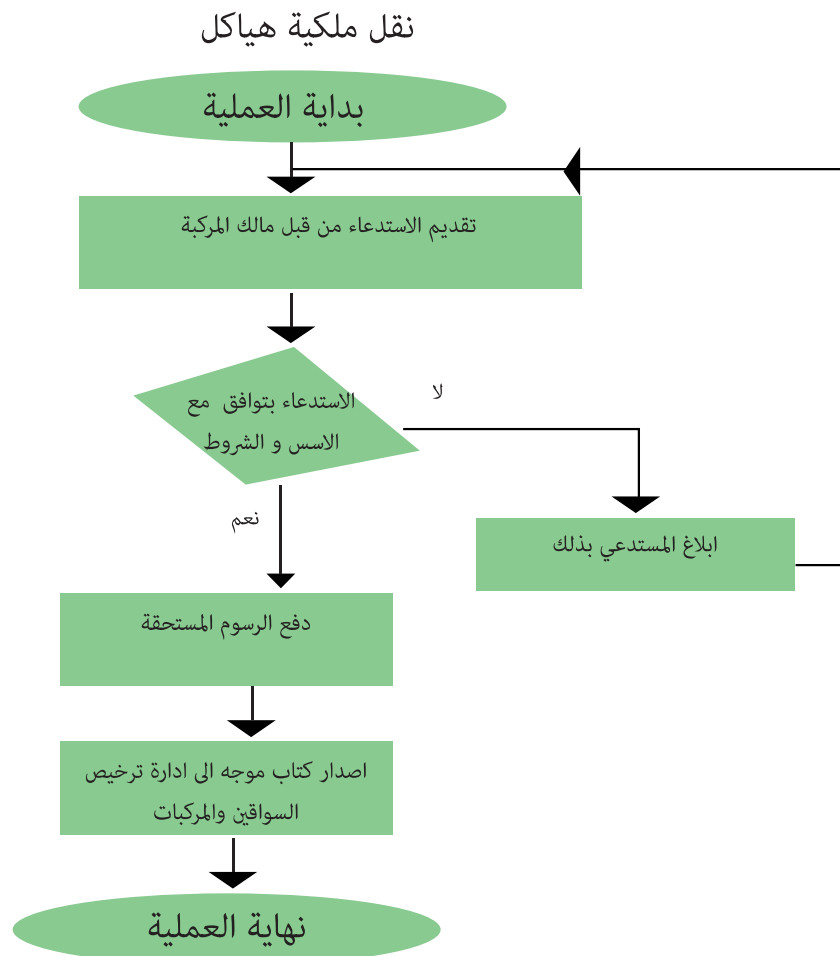 نقل ملكية هياكل
بداية العملية
تقديم الاستدعاء من قبل مالك المركبة
الاستدعاء بتوافق مع
الاسس و الشروط
لا
نعم
ابلاغ المستدعي بذلك
دفع الرسوم المستحقة
اصدار كتاب موجه الى ادارة ترخيص
السواقين والمركبات
نهاية العملية